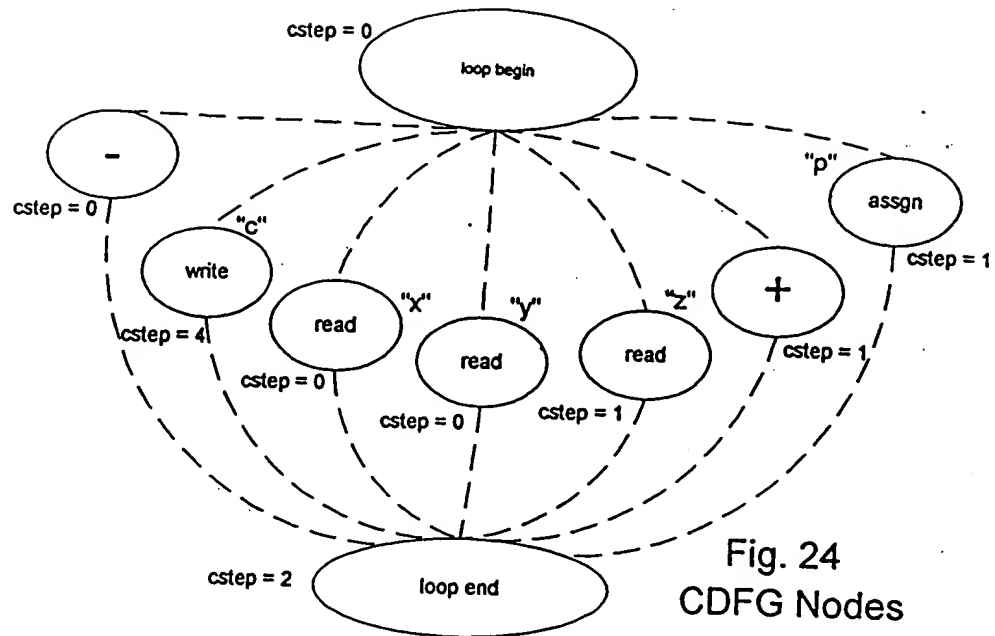 cstep = 0
loop begin
-
cstep = 0
"c"
write
cstep = 4
"x"
read
cstep = 0
"y"
read
cstep = 0
"z"
read
cstep = 1
+
cstep = 1
"p"
assgn
cstep = 1
cstep = 2
loop end
Fig. 24
CDFG Nodes